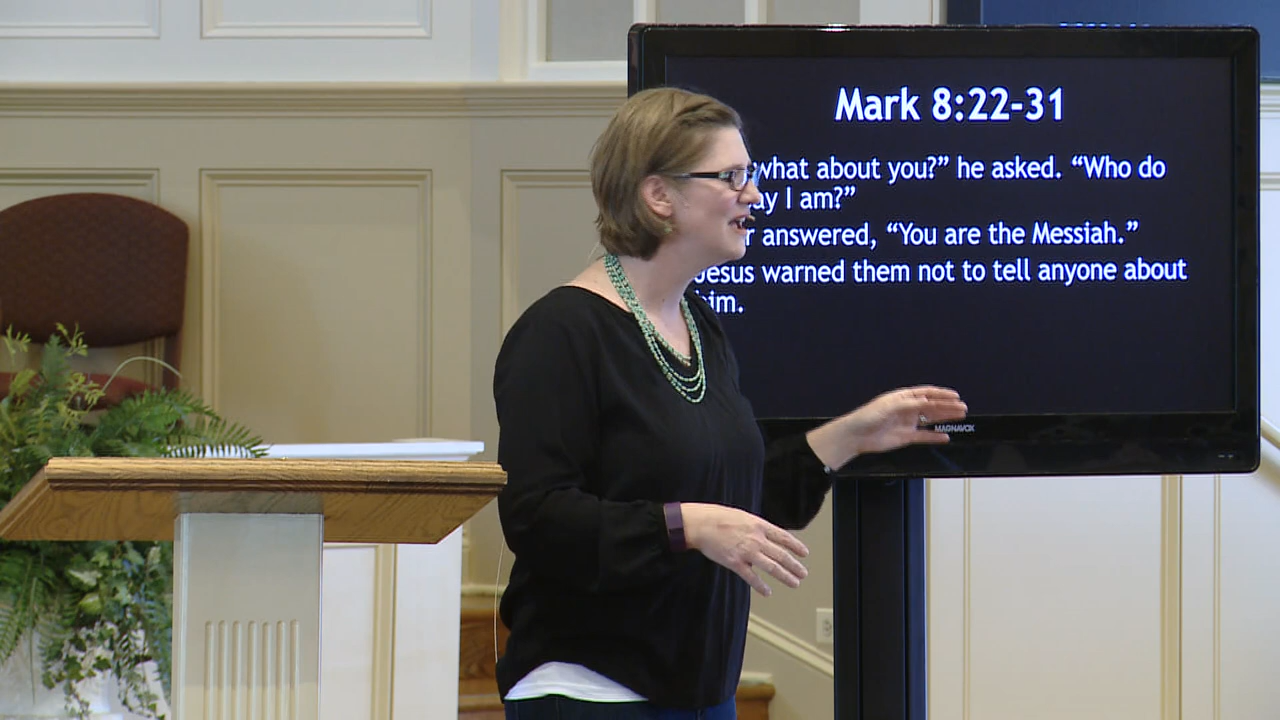 Mark 8:22-31
what about you?” he asked. “Who do
I am?”
answered, “You are the Messiah.”
Jesus warned them not to tell anyone about
him.
MAGNAVOX